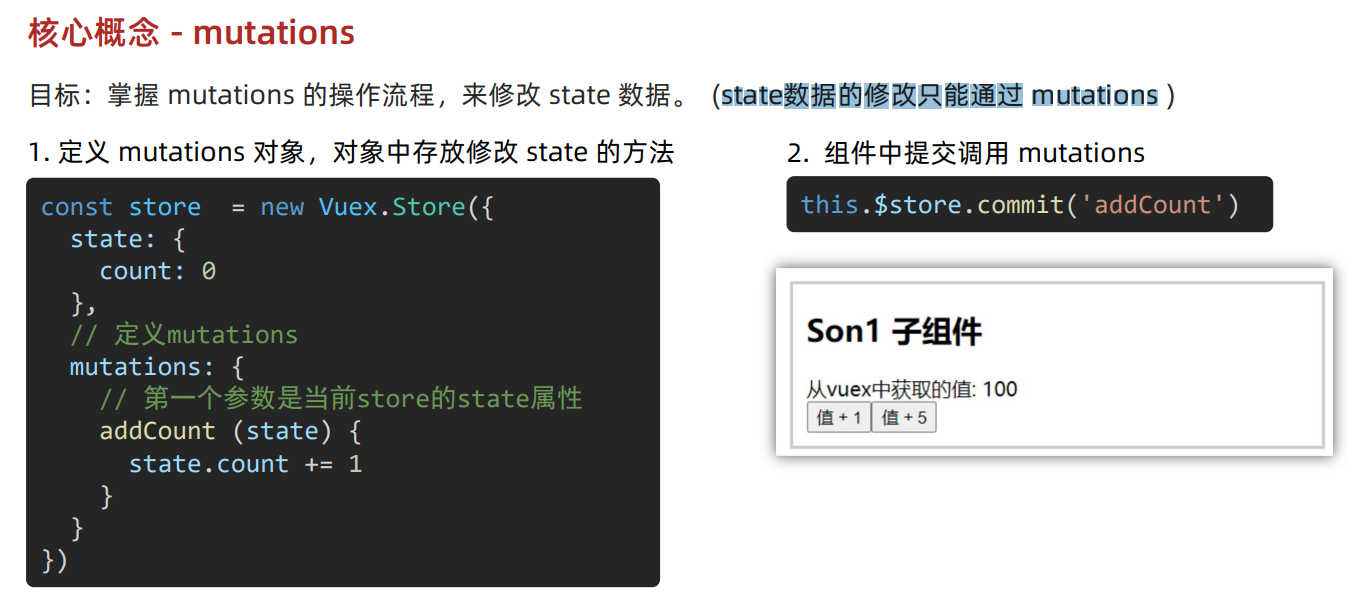 核心概念 - mutations
目标：掌握 mutations 的操作流程，来修改 state 数据。 (state数据的修改只能通过 mutations )
1. 定义 mutations 对象，对象中存放修改 state 的方法
const store  = new Vuex.Store({
  state: {
    count: 0
  },
  // 定义mutations
  mutations: {
    // 第一个参数是当前store的state属性
    addCount (state) {
      state.count += 1
    }
  }
})
2. 组件中提交调用 mutations
this.$store.commit('addCount')
Son1 子组件
从vuex中获取的值: 100
值 + 1 值 + 5